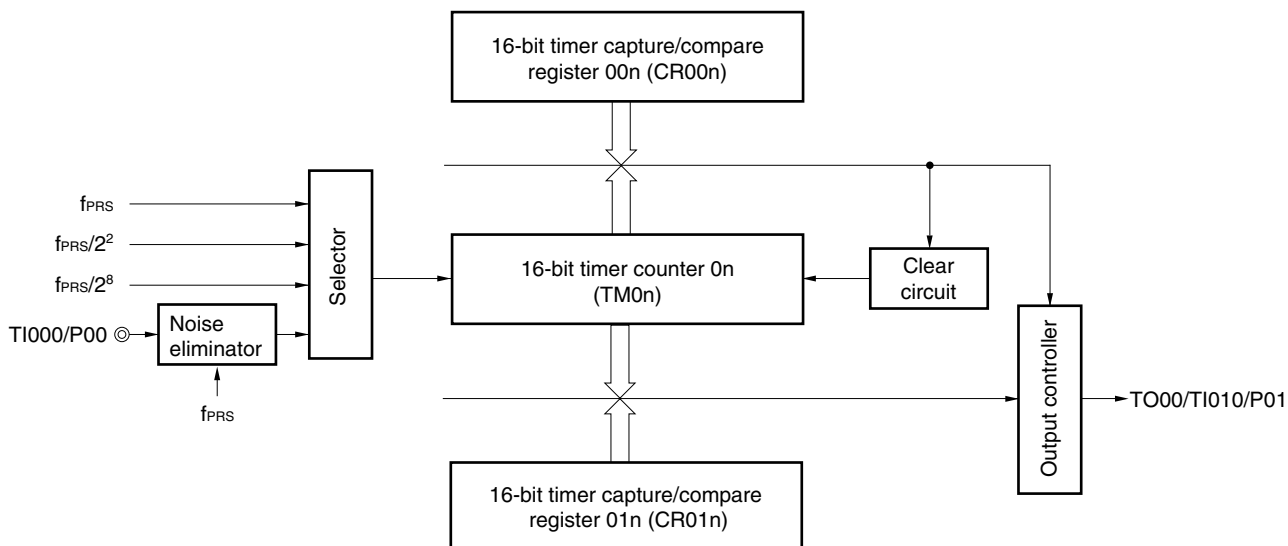 16-bit timer capture/compare
register 00n (CR00n)
fPRS
fPRS/2²
fPRS/2⁸
TI000/P00
Noise
eliminator
fPRS
Selector
16-bit timer counter 0n
(TM0n)
Clear
circuit
Output controller
TO00/TI010/P01
16-bit timer capture/compare
register 01n (CR01n)